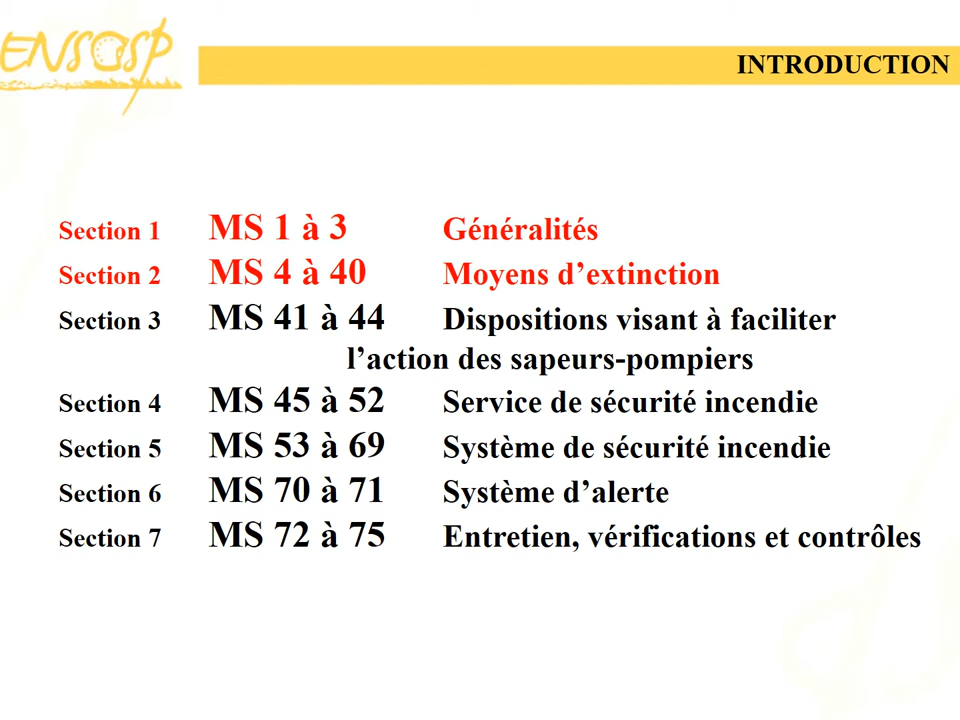 ENSOSP
INTRODUCTION
Section 1 MS 1 à 3 Généralités
Section 2 MS 4 à 40 Moyens d’extinction
Section 3 MS 41 à 44 Dispositions visant à faciliter
l’action des sapeurs-pompiers
Section 4 MS 45 à 52 Service de sécurité incendie
Section 5 MS 53 à 69 Système de sécurité incendie
Section 6 MS 70 à 71 Système d’alerte
Section 7 MS 72 à 75 Entretien, vérifications et contrôles